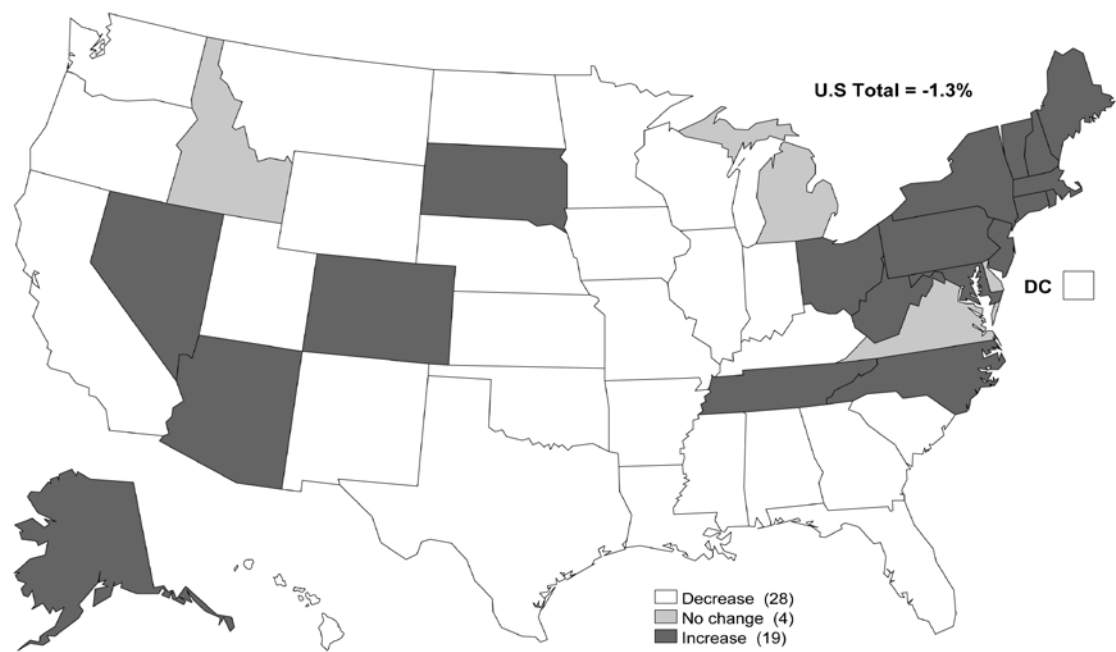 U.S Total = -1.3%
DC
Decrease (28)
No change (4)
Increase (19)